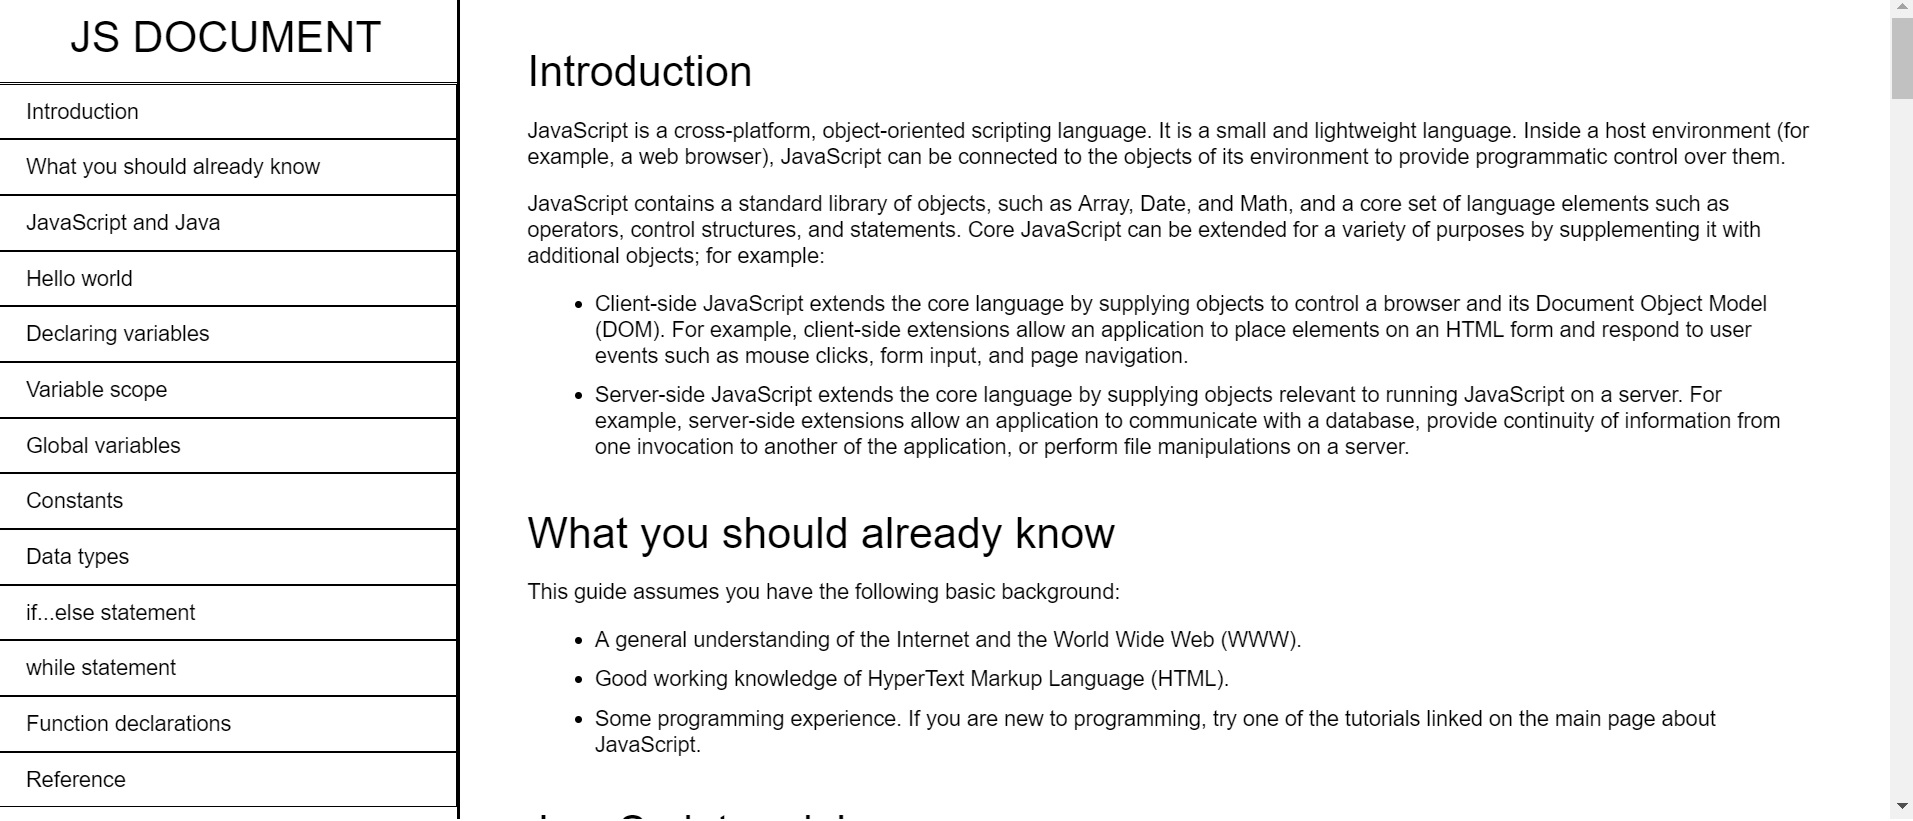 JS DOCUMENT
Introduction
What you should already know
JavaScript and Java
Hello world
Declaring variables
Variable scope
Global variables
Constants
Data types
if...else statement
while statement
Function declarations
Reference
Introduction
JavaScript is a cross-platform, object-oriented scripting language. It is a small and lightweight language. Inside a host environment (for
example, a web browser), JavaScript can be connected to the objects of its environment to provide programmatic control over them.
JavaScript contains a standard library of objects, such as Array, Date, and Math, and a core set of language elements such as
operators, control structures, and statements. Core JavaScript can be extended for a variety of purposes by supplementing it with
additional objects; for example:
• Client-side JavaScript extends the core language by supplying objects to control a browser and its Document Object Model
(DOM). For example, client-side extensions allow an application to place elements on an HTML form and respond to user
events such as mouse clicks, form input, and page navigation.
• Server-side JavaScript extends the core language by supplying objects relevant to running JavaScript on a server. For
example, server-side extensions allow an application to communicate with a database, provide continuity of information from
one invocation to another of the application, or perform file manipulations on a server.
What you should already know
This guide assumes you have the following basic background:
• A general understanding of the Internet and the World Wide Web (WWW).
• Good working knowledge of HyperText Markup Language (HTML).
• Some programming experience. If you are new to programming, try one of the tutorials linked on the main page about
JavaScript.